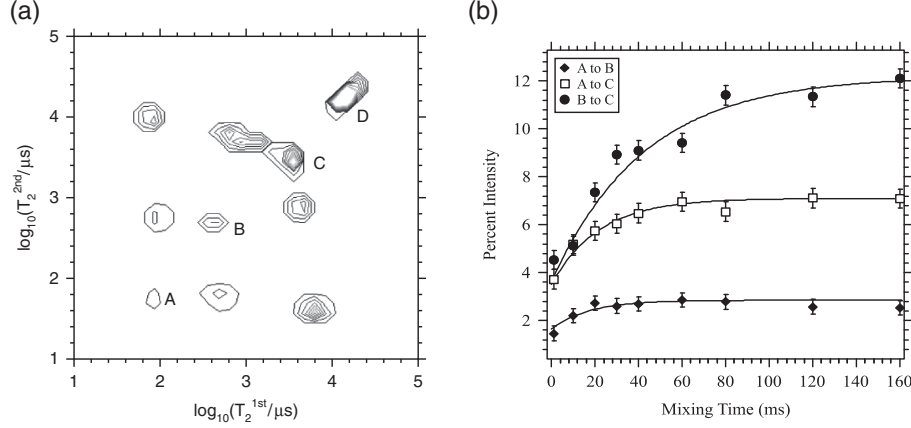 (a)
5
4
3
2
1
1 2 3 4 5
log10(T2 2nd/μs)
log10(T2 1st/μs)
A
B
C
D
(b)
A to B
A to C
B to C
12
10
8
6
4
2
0 20 40 60 80 100 120 140 160
Percent Intensity
Mixing Time (ms)